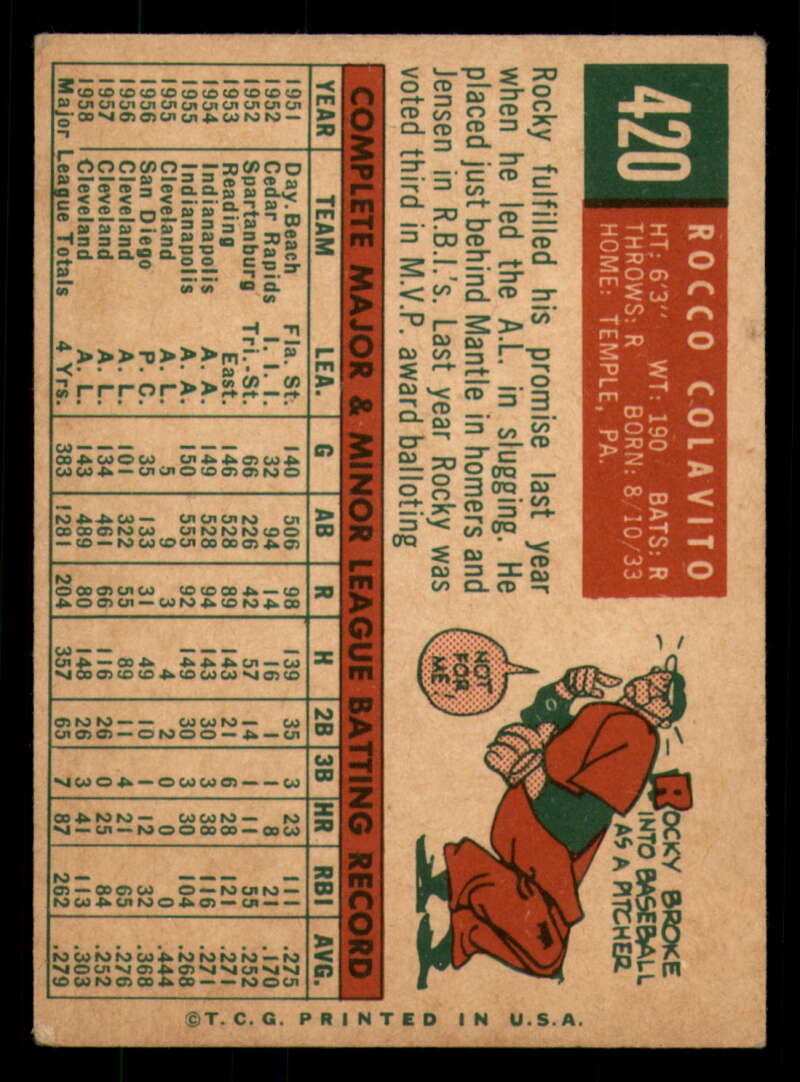 420
ROCCO COLAVITO
HT: 6'3" WT: 190 BATS: R
THROWS: R BORN: 8/10/33
HOME: TEMPLE, PA.
Rocky fulfilled his promise last year
when he led the A.L. in slugging. He
placed just behind Mantle in homers and
Jensen in R.B.I.'s. Last year Rocky was
voted third in M.V.P. award balloting
ROCKY BROKE
INTO BASEBALL
AS A PITCHER
NOT
FOR
ME!
COMPLETE MAJOR & MINOR LEAGUE BATTING RECORD
YEAR TEAM LEA. G AB R H 2B 3B HR RBI AVG.
1951 Day. Beach Fla. St. 140 506 98 139 35 3 23 111 .275
1952 Cedar Rapids I. I. I. 32 94 14 16 1 1 8 21 .170
1952 Spartanburg Tri.-St. 66 226 42 57 14 1 11 55 .252
1953 Reading East. 146 528 89 143 21 6 28 121 .271
1954 Indianapolis A. A. 149 528 94 143 30 3 38 116 .271
1955 Indianapolis A. A. 150 555 92 149 30 3 30 104 .268
1955 Cleveland A. L. 5 9 3 4 2 0 0 0 .444
1956 San Diego P. C. 35 133 31 49 10 1 12 32 .368
1956 Cleveland A. L. 101 322 55 89 11 4 21 65 .276
1957 Cleveland A. L. 134 461 66 116 26 0 25 84 .252
1958 Cleveland A. L. 143 489 80 148 26 3 41 113 .303
Major League Totals 4 Yrs. 383 1281 204 357 65 7 87 262 .279
©T.C.G. PRINTED IN U.S.A.